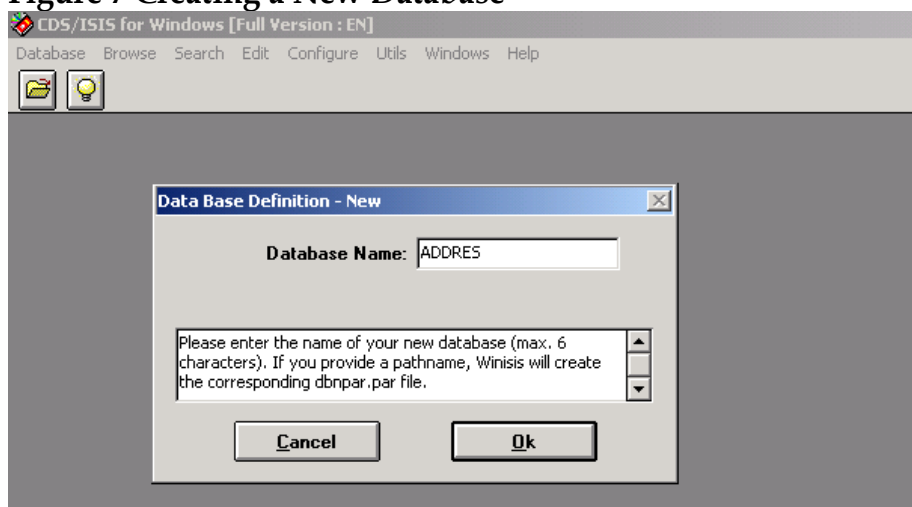 Figure 7 Creating a New Database
CDS/ISIS for Windows [Full Version : EN]
Database Browse Search Edit Configure Utils Windows Help
Data Base Definition - New
Database Name: ADDRES
Please enter the name of your new database (max. 6
characters). If you provide a pathname, Winisis will create
the corresponding dbnpar.par file.
Cancel Ok